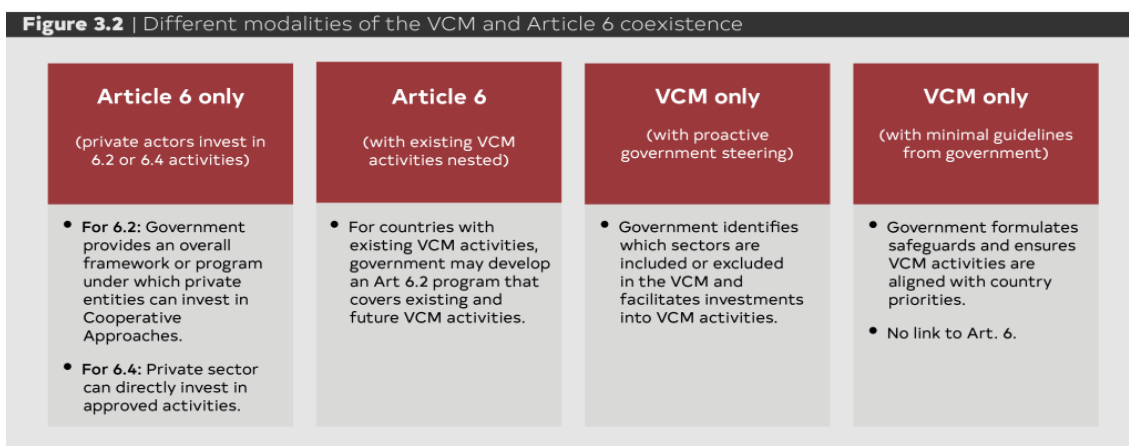 Figure 3.2 | Different modalities of the VCM and Article 6 coexistence
Article 6 only
(private actors invest in
6.2 or 6.4 activities)
• For 6.2: Government
provides an overall
framework or program
under which private
entities can invest in
Cooperative
Approaches.
• For 6.4: Private sector
can directly invest in
approved activities.
Article 6
(with existing VCM
activities nested)
• For countries with
existing VCM activities,
government may develop
an Art 6.2 program that
covers existing and
future VCM activities.
VCM only
(with proactive
government steering)
• Government identifies
which sectors are
included or excluded
in the VCM and
facilitates investments
into VCM activities.
VCM only
(with minimal guidelines
from government)
• Government formulates
safeguards and ensures
VCM activities are
aligned with country
priorities.
• No link to Art. 6.